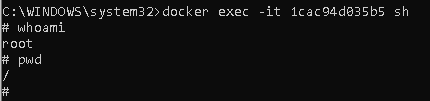 C:\WINDOWS\system32>docker exec -it 1cac94d035b5 sh
# whoami
root
# pwd
/
#